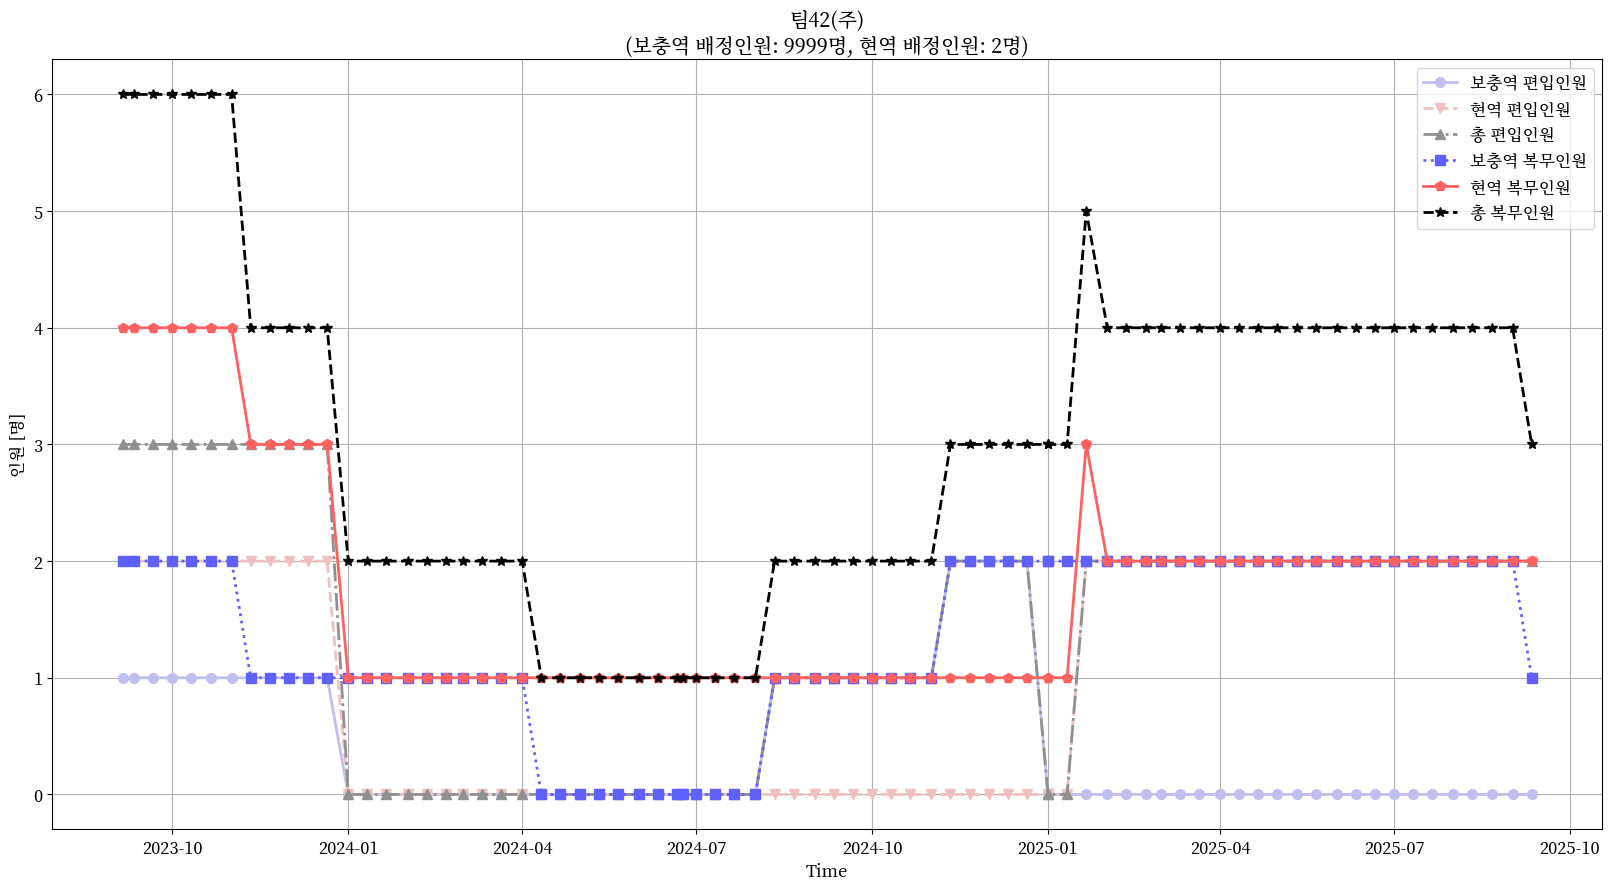 팀42(주)
(보충역 배정인원: 9999명, 현역 배정인원: 2명)
보충역 편입인원
현역 편입인원
총 편입인원
보충역 복무인원
현역 복무인원
총 복무인원
인원 [명]
6
5
4
3
2
1
0
2023-10
2024-01
2024-04
2024-07
2024-10
2025-01
2025-04
2025-07
2025-10
Time